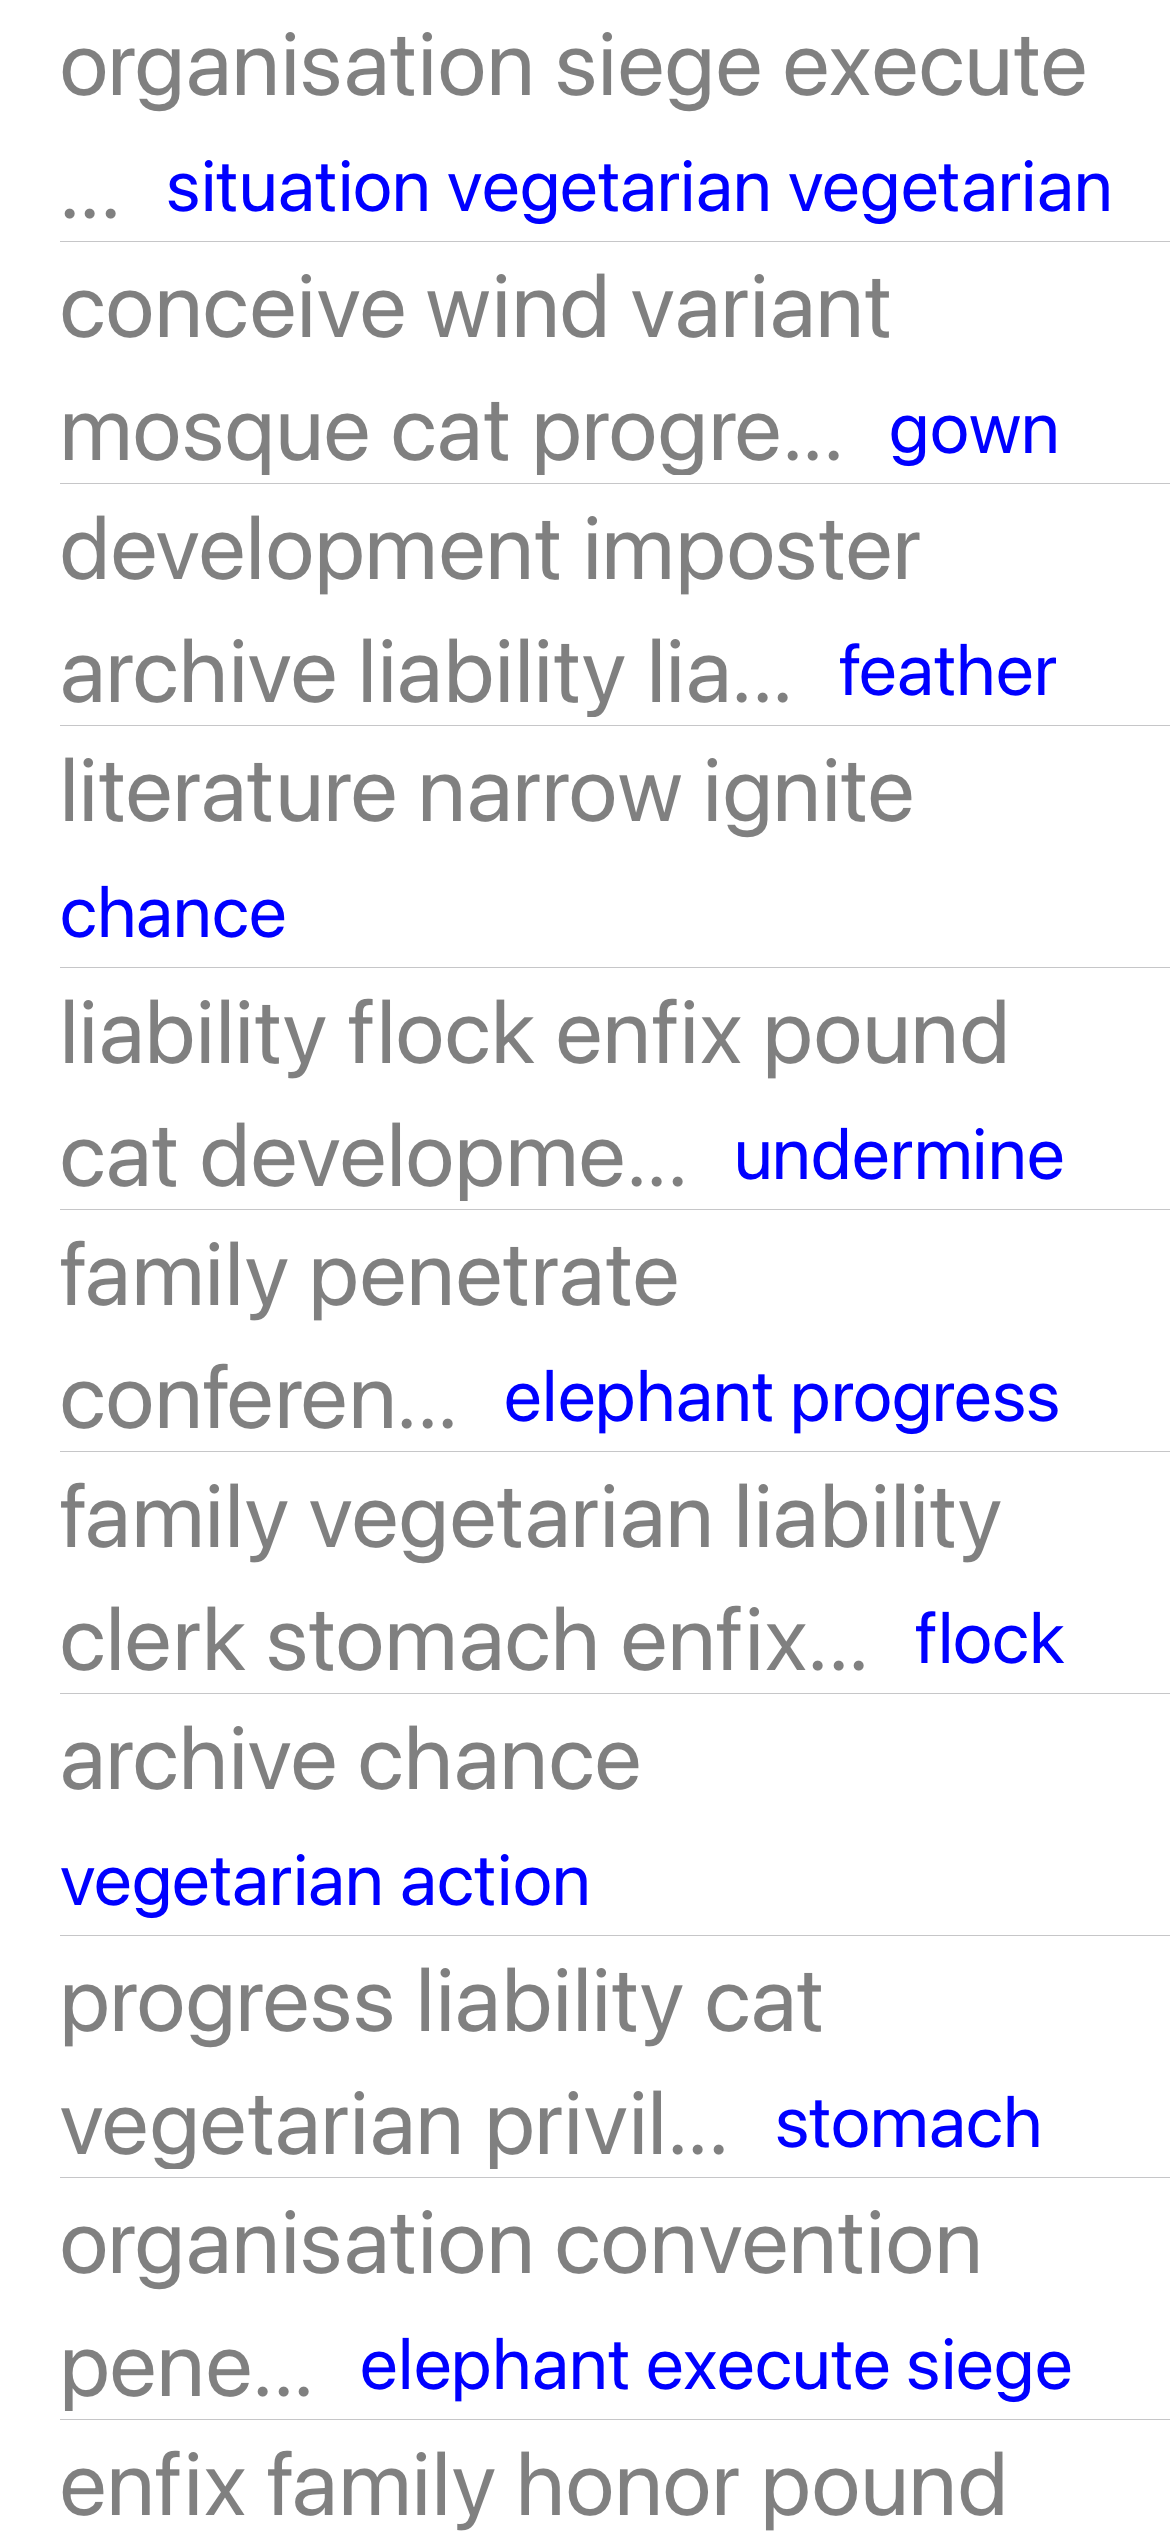 organisation siege execute
... situation vegetarian vegetarian
conceive wind variant
mosque cat progre... gown
development imposter
archive liability lia... feather
literature narrow ignite
chance
liability flock enfix pound
cat developme... undermine
family penetrate
conferen... elephant progress
family vegetarian liability
clerk stomach enfix... flock
archive chance
vegetarian action
progress liability cat
vegetarian privil... stomach
organisation convention
pene... elephant execute siege
enfix family honor pound